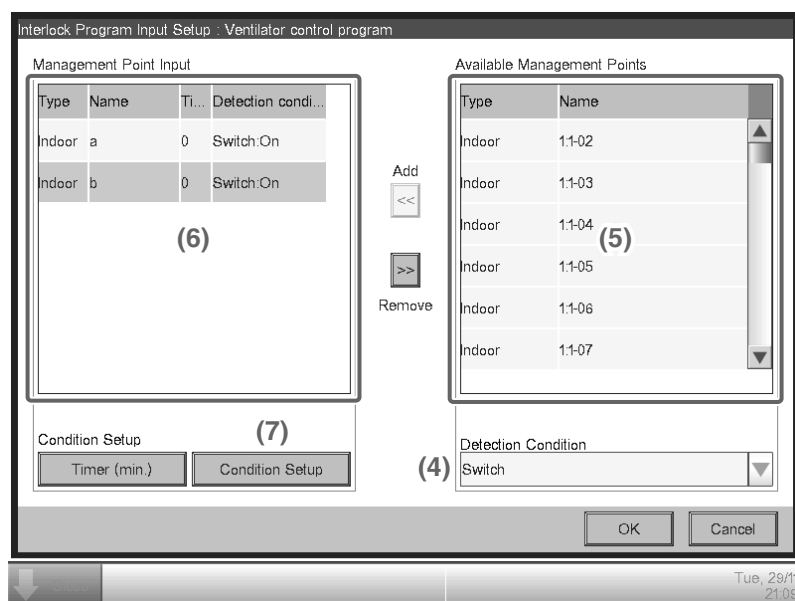 Interlock Program Input Setup : Ventilator control program
Management Point Input
Type Name Ti... Detection condi...
Indoor a 0 Switch:On
Indoor b 0 Switch:On
(6)
Condition Setup
(7)
Timer (min.) Condition Setup
Add
<<
>>
Remove
Available Management Points
Type Name
Indoor 1:1-02
Indoor 1:1-03
Indoor 1:1-04
(5)
Indoor 1:1-05
Indoor 1:1-06
Indoor 1:1-07
Detection Condition
(4) Switch
OK Cancel
Tue, 29/1
21:09